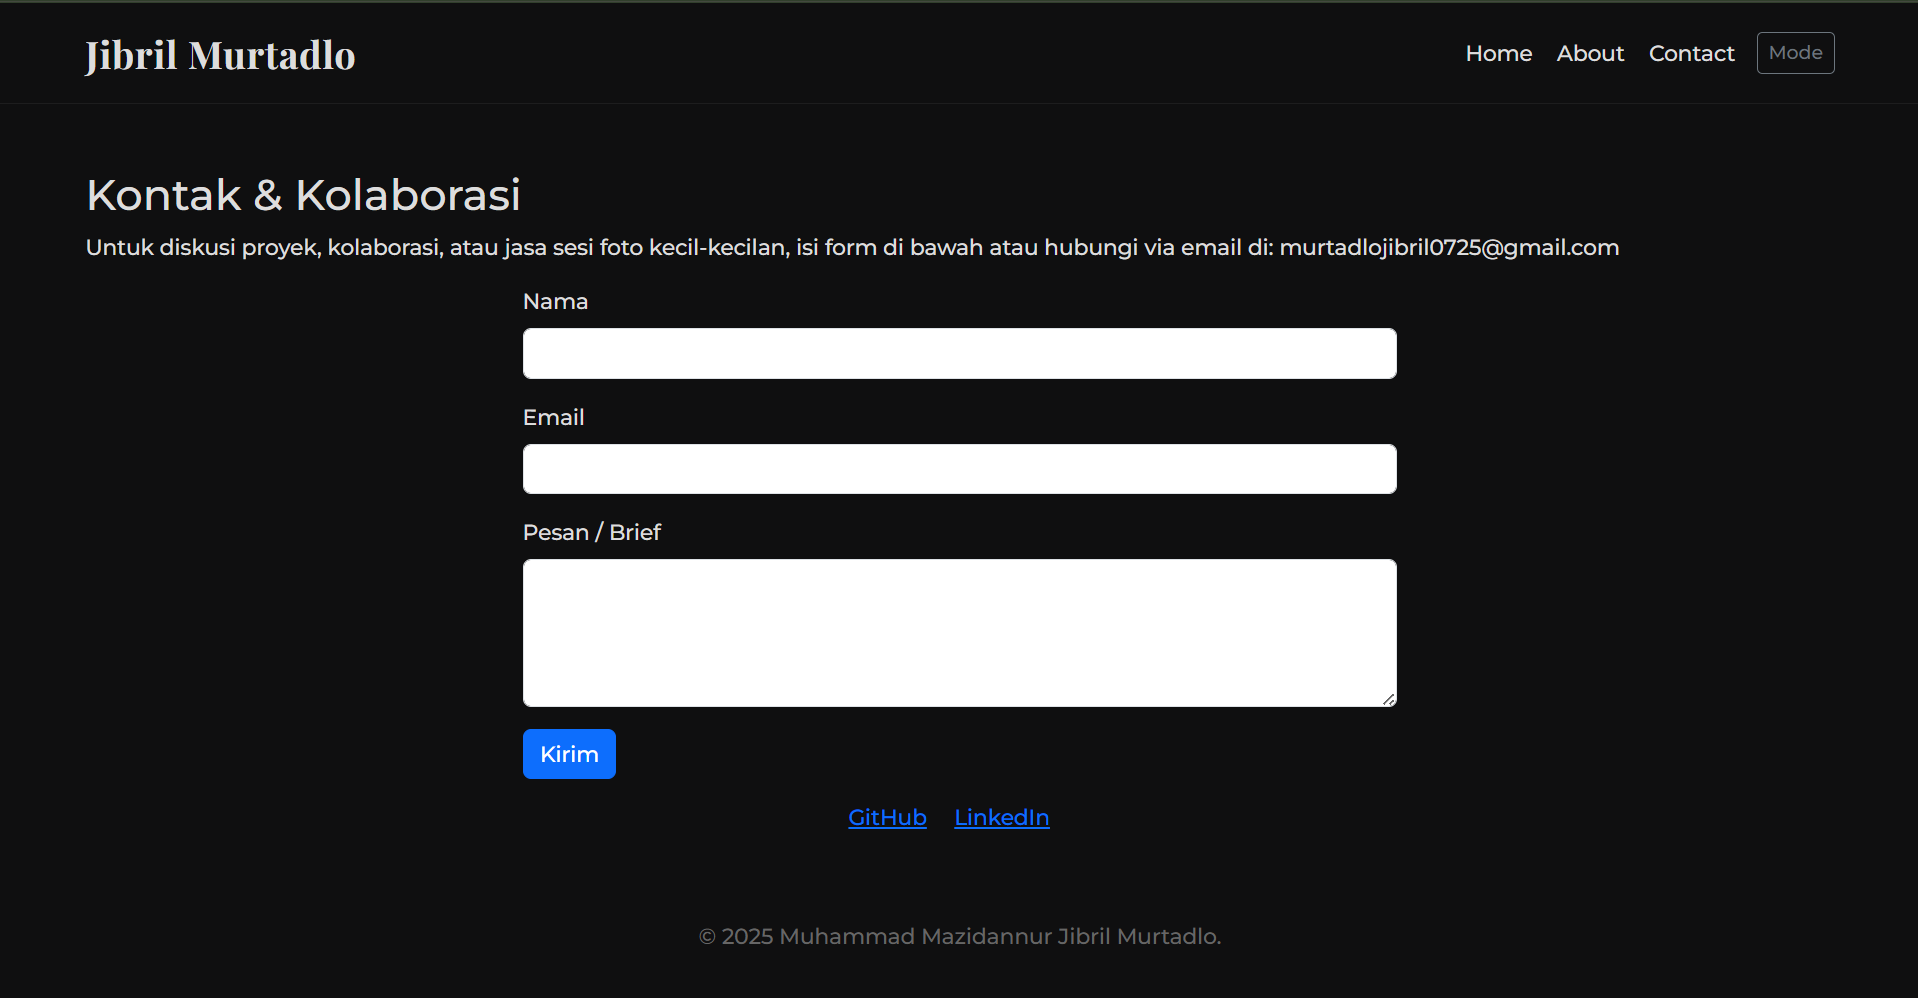 Jibril Murtadlo
Home About Contact Mode
Kontak & Kolaborasi
Untuk diskusi proyek, kolaborasi, atau jasa sesi foto kecil-kecilan, isi form di bawah atau hubungi via email di: murtadlojibril0725@gmail.com
Nama
Email
Pesan / Brief
Kirim
GitHub LinkedIn
© 2025 Muhammad Mazidannur Jibril Murtadlo.